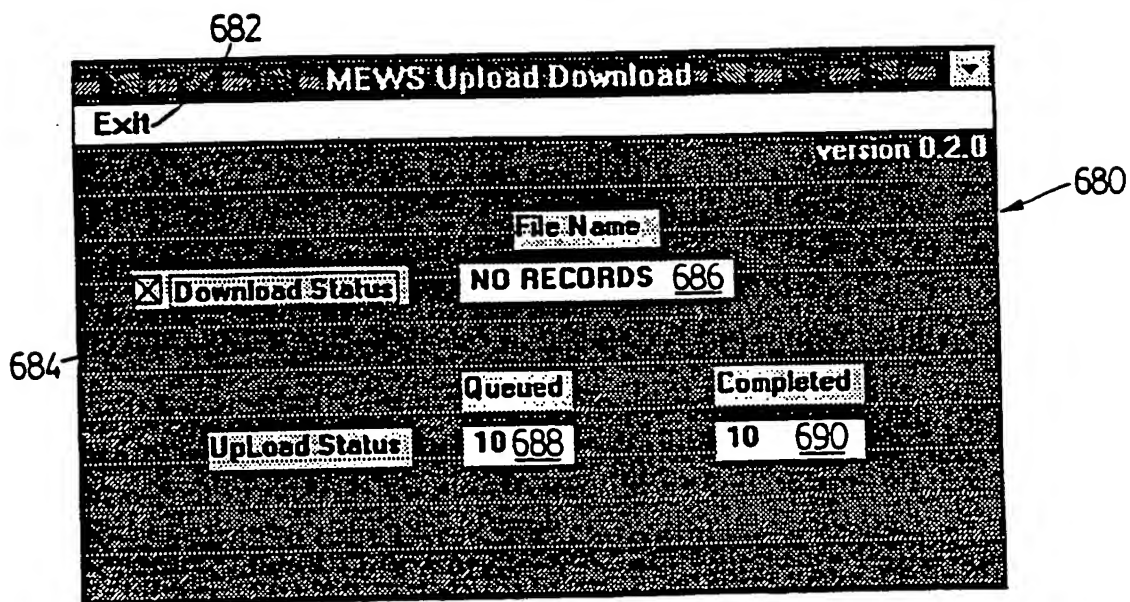 682
MEWS Upload Download
Exit
version 0.2.0
680
File Name
Download Status NO RECORDS 686
684
Queued Completed
UpLoad Status 10 688 10 690